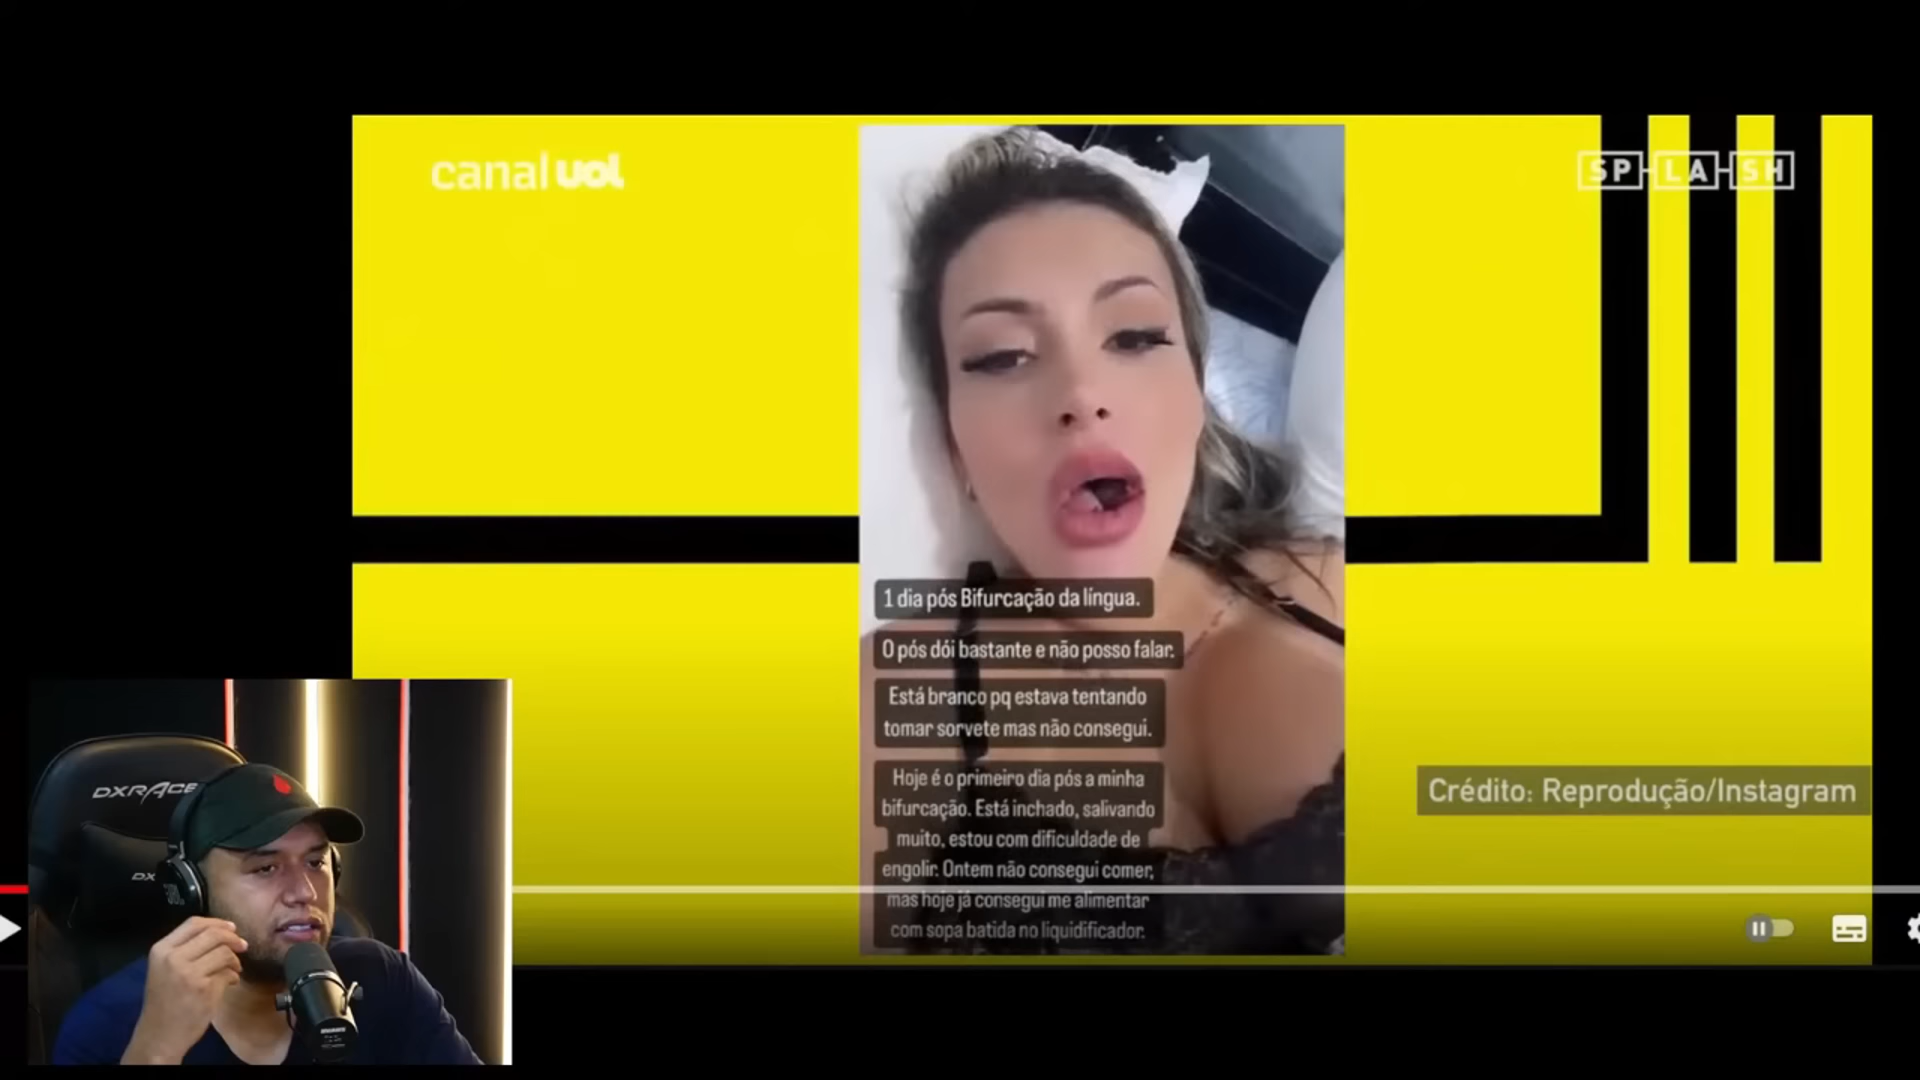 canal uol
SPLASH
1 dia pós Bifurcação da língua.
O pós dói bastante e não posso falar.
Está branco pq estava tentando
tomar sorvete mas não consegui.
Hoje é o primeiro dia pós a minha
bifurcação. Está inchado, salivando
muito, estou com dificuldade de
engolir. Ontem não consegui comer,
mas hoje já consegui me alimentar
com sopa batida no liquidificador.
Crédito: Reprodução/Instagram
DXRACE
DX
JBL